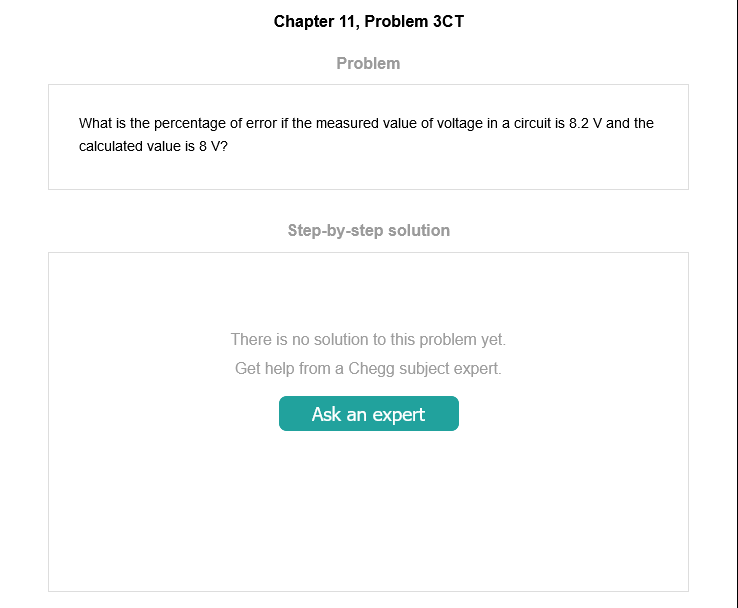 Chapter 11, Problem 3CT
Problem
What is the percentage of error if the measured value of voltage in a circuit is 8.2 V and the
calculated value is 8 V?
Step-by-step solution
There is no solution to this problem yet.
Get help from a Chegg subject expert.
Ask an expert